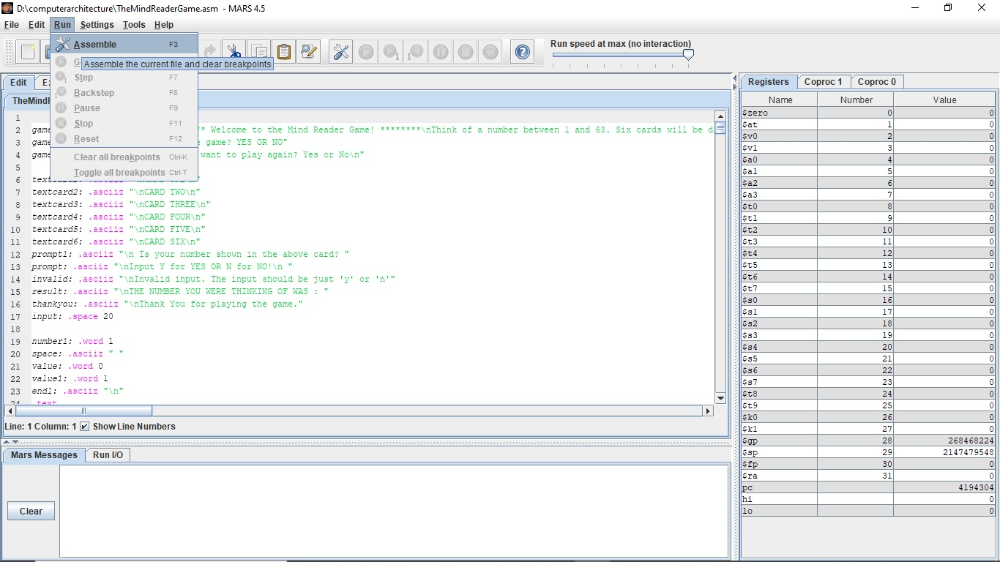 D:\computerarchitecture\TheMindReaderGame.asm - MARS 4.5
File Edit Run Settings Tools Help
Assemble F3
G
Assemble the current file and clear breakpoints
Step F7
Backstep F8
Pause F9
Stop F11
Reset F12
Clear all breakpoints Ctrl-K
Toggle all breakpoints Ctrl-T
Run speed at max (no interaction)
Edit
TheMind
1
2 game ** Welcome to the Mind Reader Game! ********\nThink of a number between 1 and 63. Six cards will be d
3 game game? YES OR NO"
4 game want to play again? Yes or No\n"
5
6 text
7 textcard2: .asciiz "\nCARD TWO\n"
8 textcard3: .asciiz "\nCARD THREE\n"
9 textcard4: .asciiz "\nCARD FOUR\n"
10 textcard5: .asciiz "\nCARD FIVE\n"
11 textcard6: .asciiz "\nCARD SIX\n"
12 prompt1: .asciiz "\n Is your number shown in the above card? "
13 prompt: .asciiz "\nInput Y for YES OR N for NO!\n "
14 invalid: .asciiz "\nInvalid input. The input should be just 'y' or 'n'"
15 result: .asciiz "\nTHE NUMBER YOU WERE THINKING OF WAS : "
16 thankyou: .asciiz "\nThank You for playing the game."
17 input: .space 20
18
19 number1: .word 1
20 space: .asciiz " "
21 value: .word 0
22 value1: .word 1
23 endl: .asciiz "\n"
24 .text
Line: 1 Column: 1 Show Line Numbers
Mars Messages Run I/O
Clear
Registers Coproc 1 Coproc 0
Name Number Value
$zero 0 0
$at 1 0
$v0 2 0
$v1 3 0
$a0 4 0
$a1 5 0
$a2 6 0
$a3 7 0
$t0 8 0
$t1 9 0
$t2 10 0
$t3 11 0
$t4 12 0
$t5 13 0
$t6 14 0
$t7 15 0
$s0 16 0
$s1 17 0
$s2 18 0
$s3 19 0
$s4 20 0
$s5 21 0
$s6 22 0
$s7 23 0
$t8 24 0
$t9 25 0
$k0 26 0
$k1 27 0
$gp 28 268468224
$sp 29 2147479548
$fp 30 0
$ra 31 0
pc 4194304
hi 0
lo 0